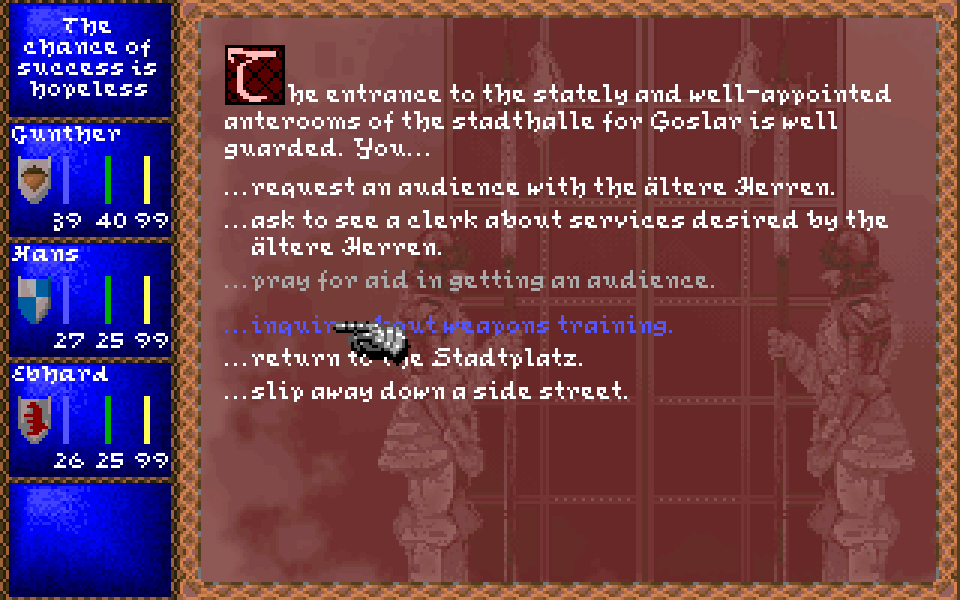 The
chance of
success is
hopeless
Gunther
39 40 99
Hans
27 25 99
Ebhard
26 25 99
The entrance to the stately and well-appointed
anterooms of the stadthalle for Goslar is well
guarded. You...
...request an audience with the ältere Herren.
...ask to see a clerk about services desired by the
ältere Herren.
...pray for aid in getting an audience.
...inquire about weapons training.
...return to the Stadtplatz.
...slip away down a side street.